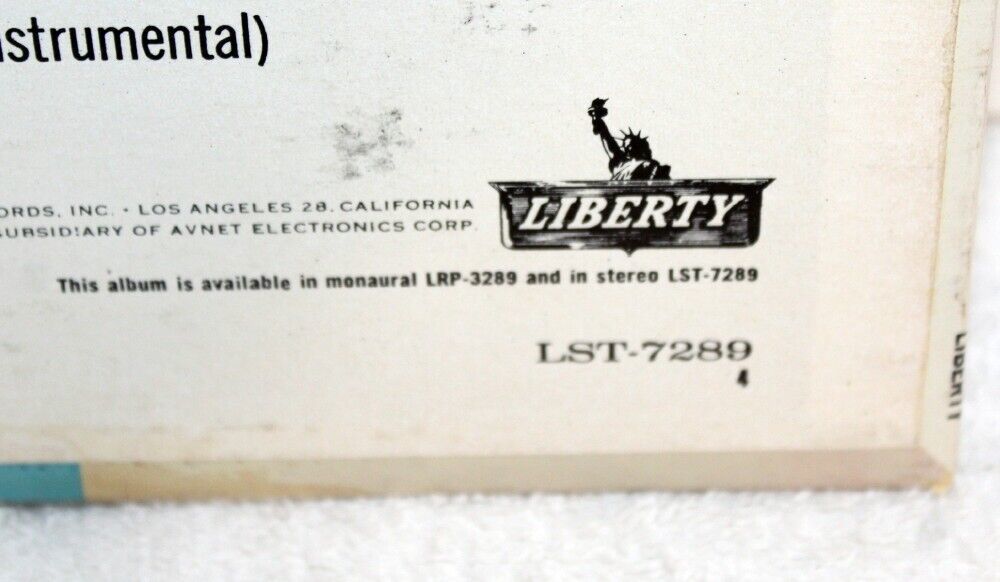 nstrumental)
LIBERTY
ORDS, INC. • LOS ANGELES 28, CALIFORNIA
SUBSIDIARY OF AVNET ELECTRONICS CORP.
This album is available in monaural LRP-3289 and in stereo LST-7289
LST-7289
4
LIBERTY